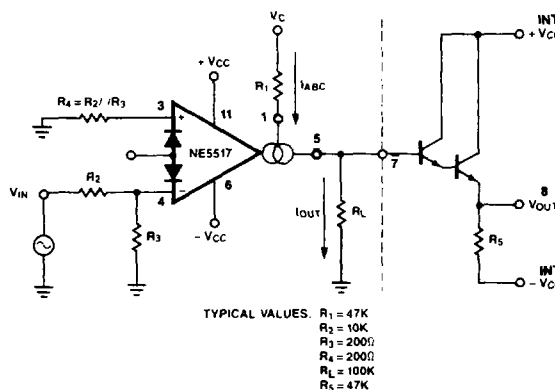 VC
INT
+VCC
+VCC
R4 = R2/ /R3
3
11
R1
IABC
1
5
7
NE5517
+
−
VIN
R2
4
6
8
VOUT
IOUT
RL
R3
−VCC
R5
INT
−VC
TYPICAL VALUES: R1 = 47K
R2 = 10K
R3 = 200Ω
R4 = 200Ω
RL = 100K
R5 = 47K